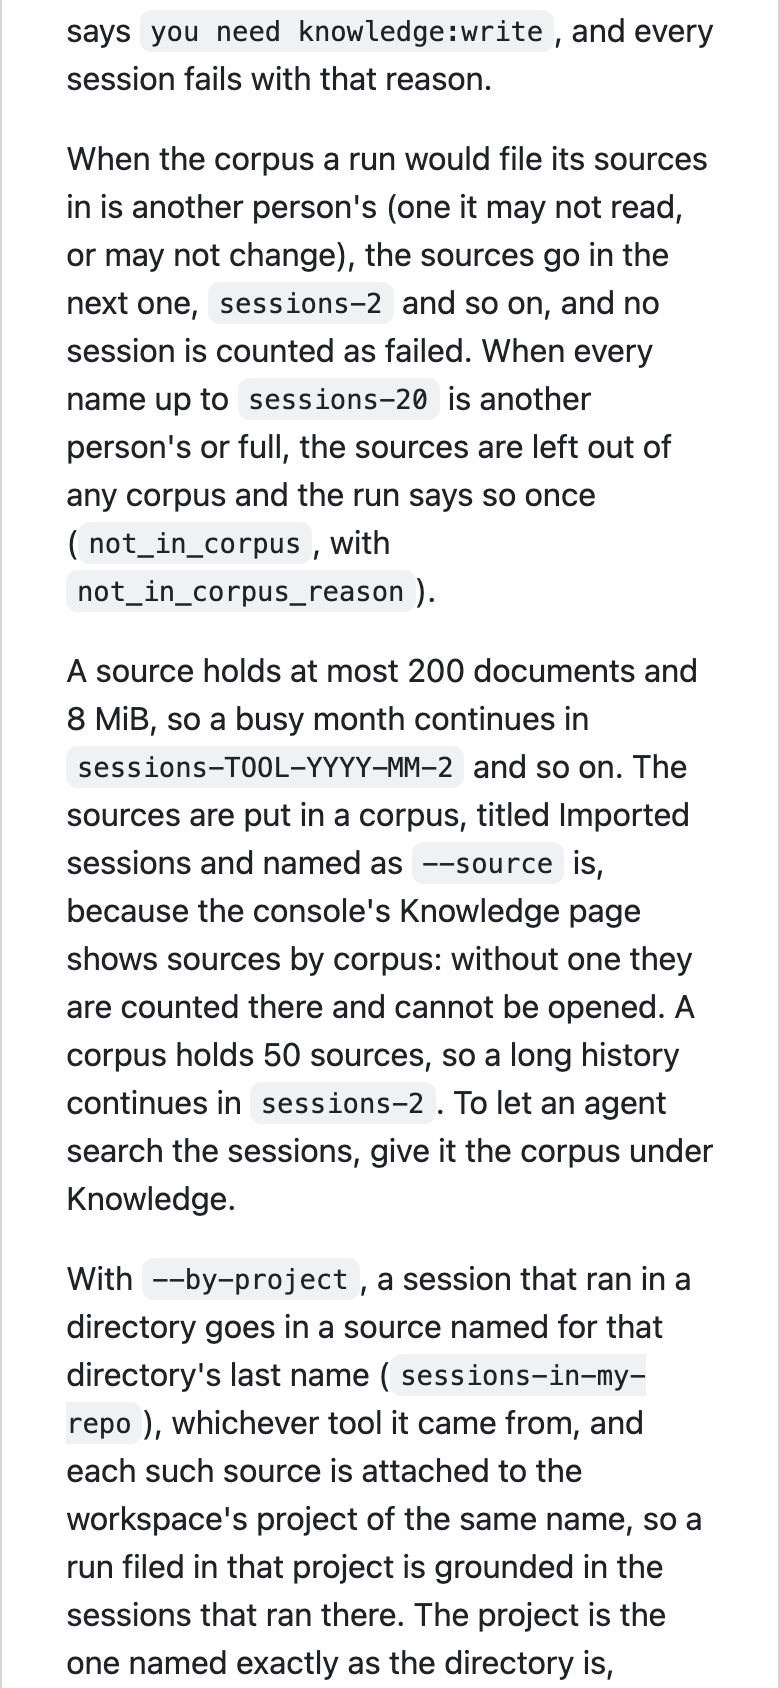 says you need knowledge:write, and every
session fails with that reason.
When the corpus a run would file its sources
in is another person's (one it may not read,
or may not change), the sources go in the
next one, sessions-2 and so on, and no
session is counted as failed. When every
name up to sessions-20 is another
person's or full, the sources are left out of
any corpus and the run says so once
(not_in_corpus, with
not_in_corpus_reason).
A source holds at most 200 documents and
8 MiB, so a busy month continues in
sessions-TOOL-YYYY-MM-2 and so on. The
sources are put in a corpus, titled Imported
sessions and named as --source is,
because the console's Knowledge page
shows sources by corpus: without one they
are counted there and cannot be opened. A
corpus holds 50 sources, so a long history
continues in sessions-2. To let an agent
search the sessions, give it the corpus under
Knowledge.
With --by-project, a session that ran in a
directory goes in a source named for that
directory's last name (sessions-in-my-
repo), whichever tool it came from, and
each such source is attached to the
workspace's project of the same name, so a
run filed in that project is grounded in the
sessions that ran there. The project is the
one named exactly as the directory is,